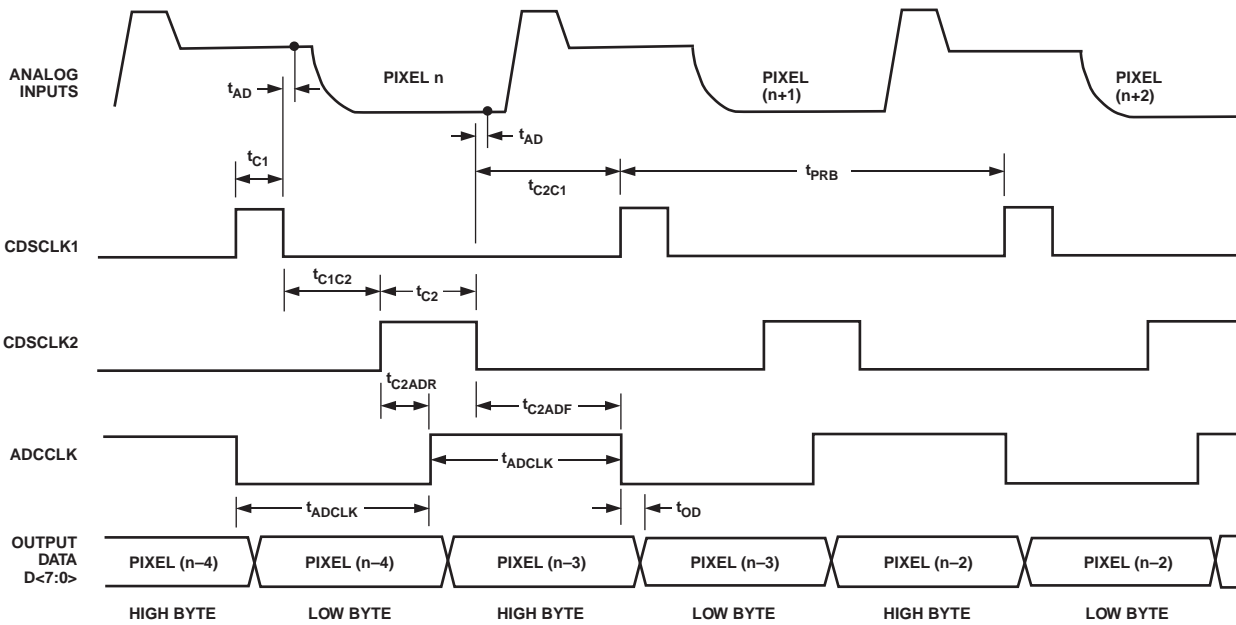 ANALOG
INPUTS
PIXEL n
PIXEL
(n+1)
PIXEL
(n+2)
tAD
tAD
tC1
tC2C1
tPRB
CDSCLK1
tC1C2
tC2
CDSCLK2
tC2ADR
tC2ADF
ADCCLK
tADCLK
tADCLK
tOD
OUTPUT
DATA
D<7:0>
PIXEL (n–4)
PIXEL (n–4)
PIXEL (n–3)
PIXEL (n–3)
PIXEL (n–2)
PIXEL (n–2)
HIGH BYTE
LOW BYTE
HIGH BYTE
LOW BYTE
HIGH BYTE
LOW BYTE